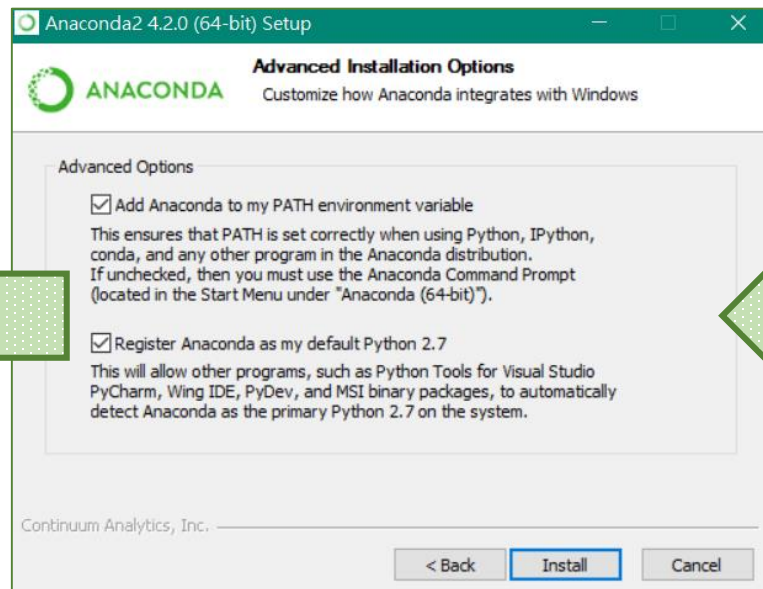 Anaconda2 4.2.0 (64-bit) Setup
ANACONDA
Advanced Installation Options
Customize how Anaconda integrates with Windows
Advanced Options
Add Anaconda to my PATH environment variable
This ensures that PATH is set correctly when using Python, IPython,
conda, and any other program in the Anaconda distribution.
If unchecked, then you must use the Anaconda Command Prompt
(located in the Start Menu under "Anaconda (64-bit)").
Register Anaconda as my default Python 2.7
This will allow other programs, such as Python Tools for Visual Studio
PyCharm, Wing IDE, PyDev, and MSI binary packages, to automatically
detect Anaconda as the primary Python 2.7 on the system.
Continuum Analytics, Inc.
< Back Install Cancel